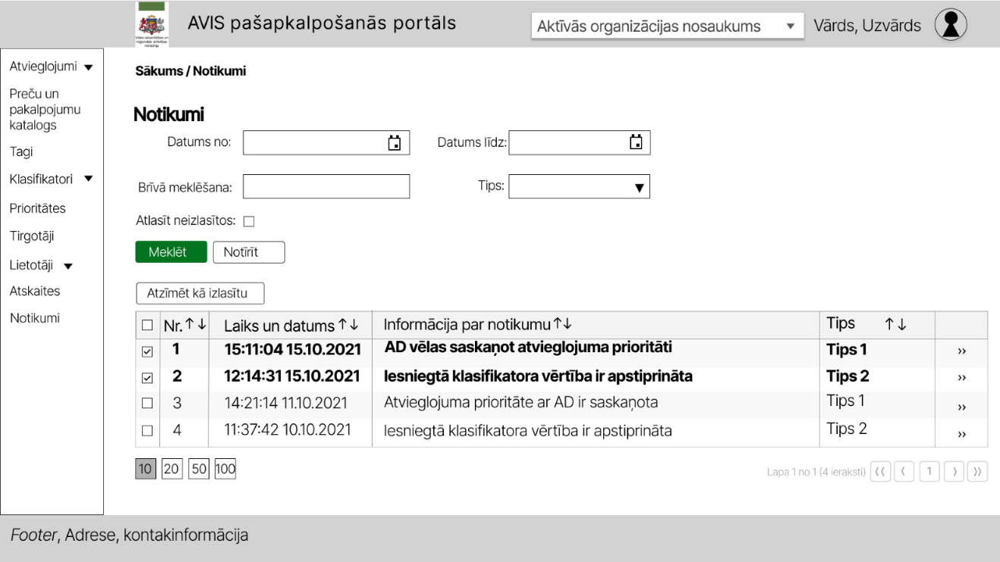 AVIS pašapkalpošanās portāls
Aktīvās organizācijas nosaukums
Vārds, Uzvārds
Atvieglojumi
Preču un
pakalpojumu
katalogs
Tagi
Klasifikatori
Prioritātes
Tirgotāji
Lietotāji
Atskaites
Notikumi
Sākums / Notikumi
Notikumi
Datums no:
Datums līdz:
Brīvā meklēšana:
Tips:
Atlasīt neizlasītos:
Meklēt
Notīrīt
Atzīmēt kā izlasītu
Nr.↑↓ Laiks un datums↑↓ Informācija par notikumu↑↓ Tips ↑↓
1 15:11:04 15.10.2021 AD vēlas saskaņot atvieglojuma prioritāti Tips 1 ››
2 12:14:31 15.10.2021 Iesniegtā klasifikatora vērtība ir apstiprināta Tips 2 ››
3 14:21:14 11.10.2021 Atvieglojuma prioritāte ar AD ir saskaņota Tips 1 ››
4 11:37:42 10.10.2021 Iesniegtā klasifikatora vērtība ir apstiprināta Tips 2 ››
10 20 50 100
Lapa 1 no 1 (4 ieraksti) ⟨⟨ ⟨ 1 ⟩ ⟩⟩
Footer, Adrese, kontakinformācija